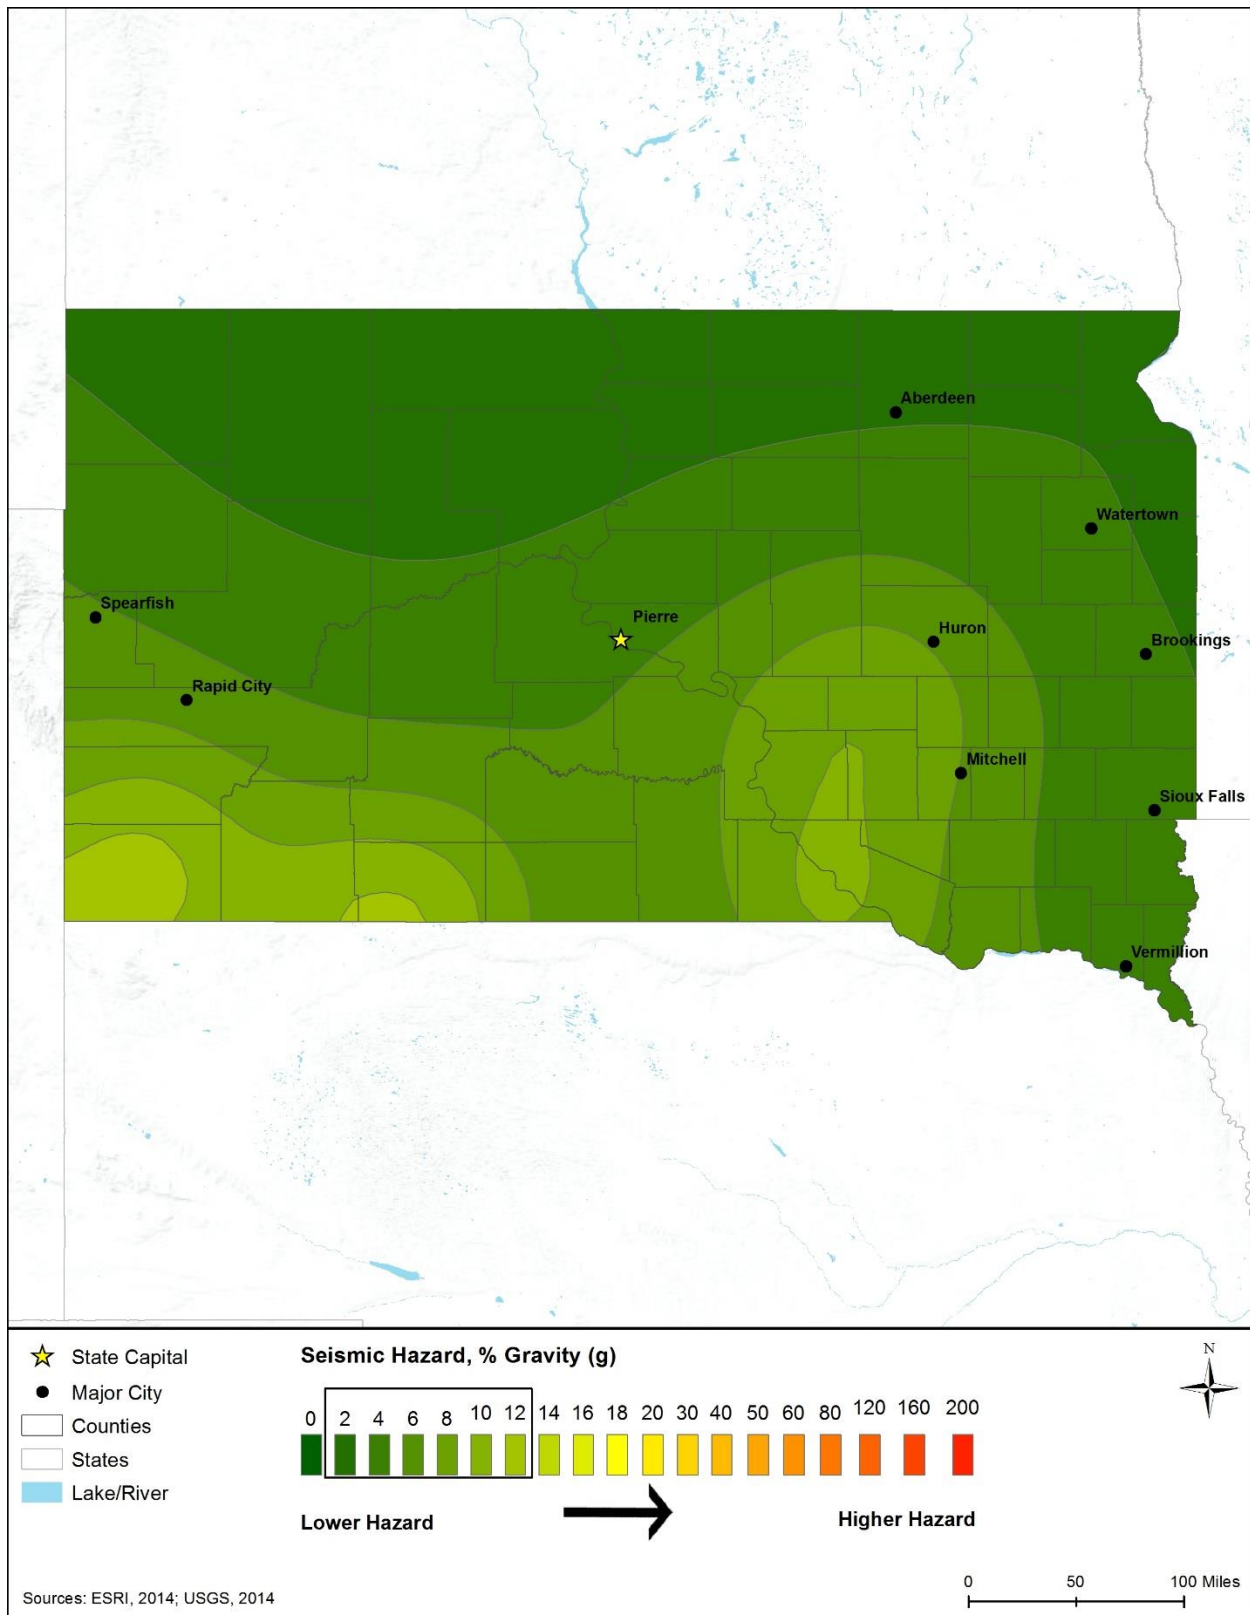 Aberdeen
Watertown
Spearfish
Pierre
Huron
Brookings
Rapid City
Mitchell
Sioux Falls
Vermillion
State Capital
Major City
Counties
States
Lake/River
Seismic Hazard, % Gravity (g)
0 2 4 6 8 10 12 14 16 18 20 30 40 50 60 80 120 160 200
Lower Hazard
Higher Hazard
N
Sources: ESRI, 2014; USGS, 2014
0 50 100 Miles